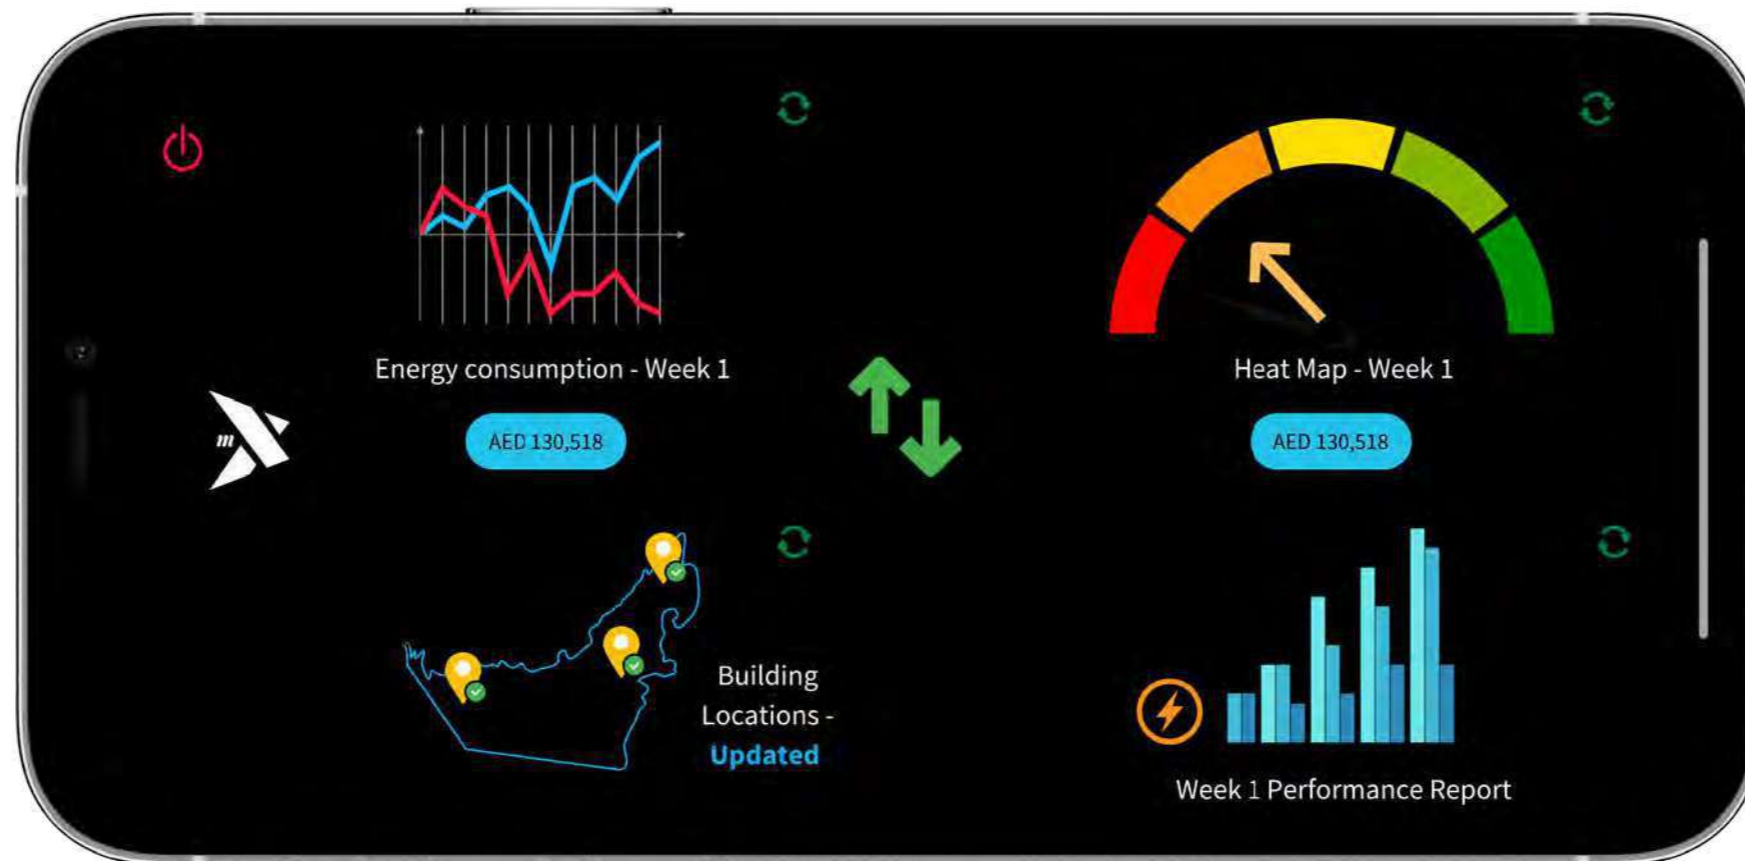 Energy consumption - Week 1
AED 130,518
Heat Map - Week 1
AED 130,518
m
Building
Locations -
Updated
Week 1 Performance Report